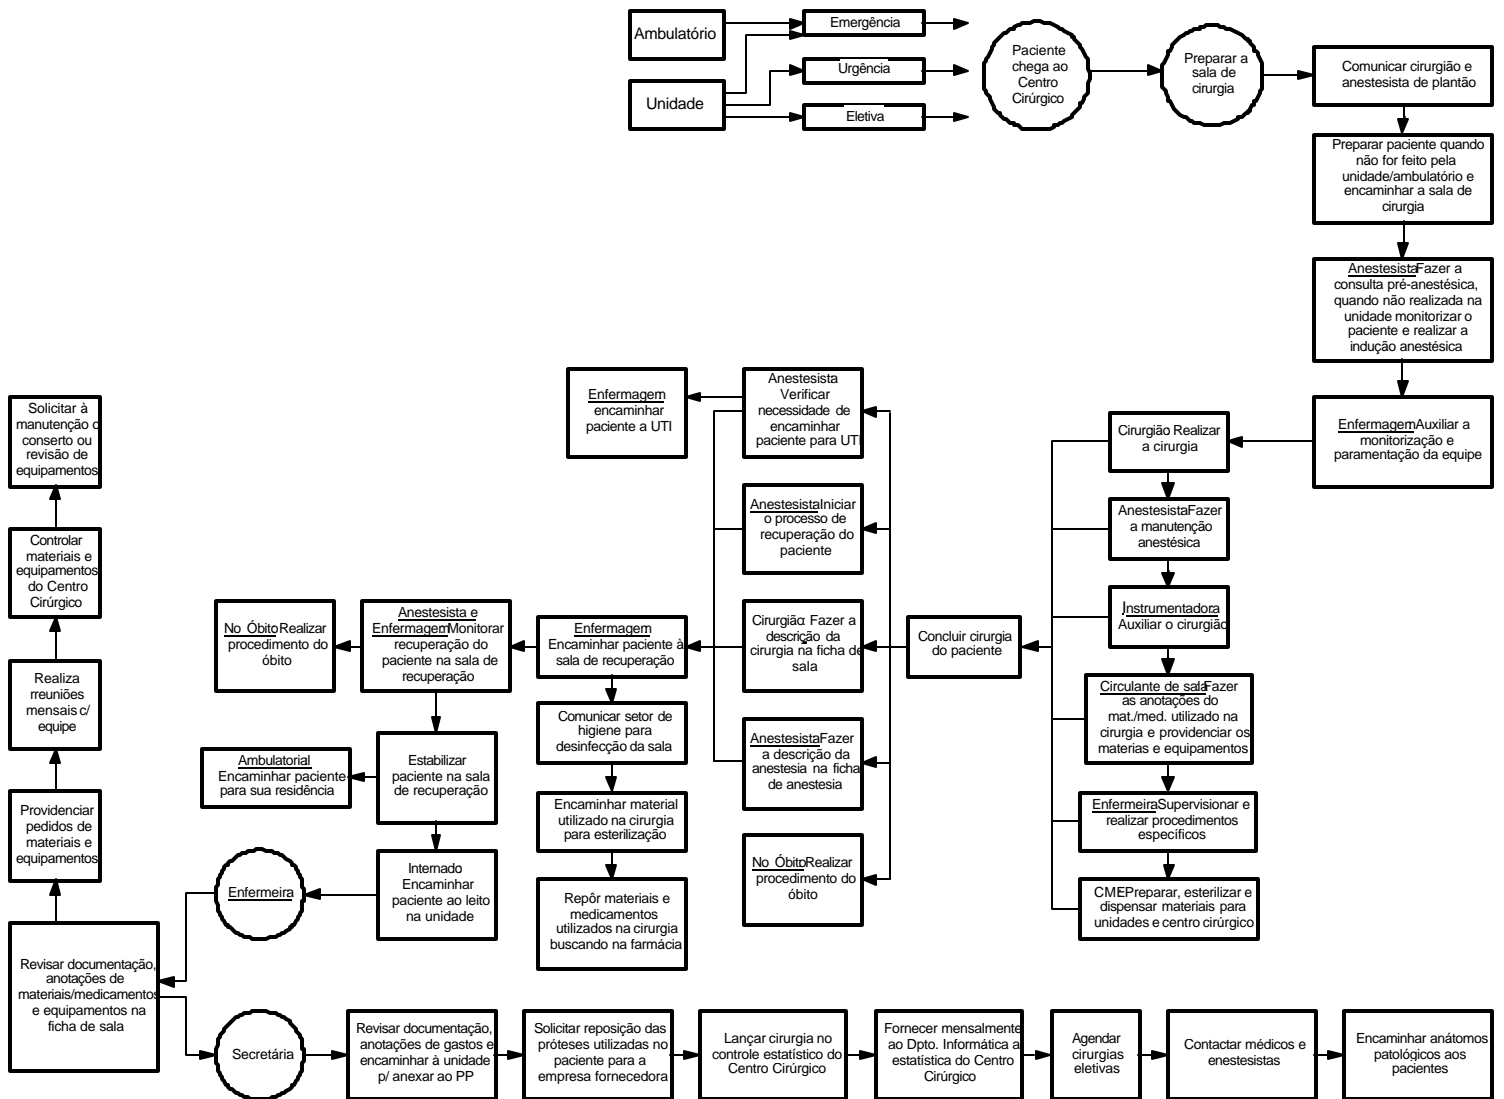 Ambulatório
Unidade
Emergência
Urgência
Eletiva
Paciente
chega ao
Centro
Cirúrgico
Preparar a
sala de
cirurgia
Comunicar cirurgião e
anestesista de plantão
Preparar paciente quando
não for feito pela
unidade/ambulatório e
encaminhar a sala de
cirurgia
Anestesista Fazer a
consulta pré-anestésica,
quando não realizada na
unidade monitorizar o
paciente e realizar a
indução anestésica
Enfermagem Auxiliar a
monitorização e
paramentação da equipe
Cirurgião Realizar
a cirurgia
Anestesista Fazer
a manutenção
anestésica
Instrumentadora
Auxiliar o cirurgião
Circulante de sala Fazer
as anotações do
mat./med. utilizado na
cirurgia e providenciar os
materias e equipamentos
Enfermeira Supervisionar e
realizar procedimentos
específicos
CME Preparar, esterilizar e
dispensar materiais para
unidades e centro cirúrgico
Concluir cirurgia
do paciente
Anestesista
Verificar
necessidade de
encaminhar
paciente para UTI
Enfermagem
encaminhar
paciente a UTI
Anestesista Iniciar
o processo de
recuperação do
paciente
Cirurgião: Fazer a
descrição da
cirurgia na ficha de
sala
Anestesista Fazer
a descrição da
anestesia na ficha
de anestesia
No Óbito Realizar
procedimento do
óbito
Enfermagem
Encaminhar paciente à
sala de recuperação
Comunicar setor de
higiene para
desinfecção da sala
Encaminhar material
utilizado na cirurgia
para esterilização
Repôr materiais e
medicamentos
utilizados na cirurgia
buscando na farmácia
Anestesista e
Enfermagem Monitorar
recuperação do
paciente na sala de
recuperação
No Óbito Realizar
procedimento do
óbito
Estabilizar
paciente na sala
de recuperação
Ambulatorial
Encaminhar paciente
para sua residência
Internado
Encaminhar
paciente ao leito
na unidade
Enfermeira
Solicitar à
manutenção o
conserto ou
revisão de
equipamentos
Controlar
materiais e
equipamentos
do Centro
Cirúrgico
Realiza
rreuniões
mensais c/
equipe
Providenciar
pedidos de
materiais e
equipamentos
Revisar documentação,
anotações de
materiais/medicamentos
e equipamentos na
ficha de sala
Secretária
Revisar documentação,
anotações de gastos e
encaminhar à unidade
p/ anexar ao PP
Solicitar reposição das
próteses utilizadas no
paciente para a
empresa fornecedora
Lançar cirurgia no
controle estatístico do
Centro Cirúrgico
Fornecer mensalmente
ao Dpto. Informática a
estatística do Centro
Cirúrgico
Agendar
cirurgias
eletivas
Contactar médicos e
enestesistas
Encaminhar anátomos
patológicos aos
pacientes